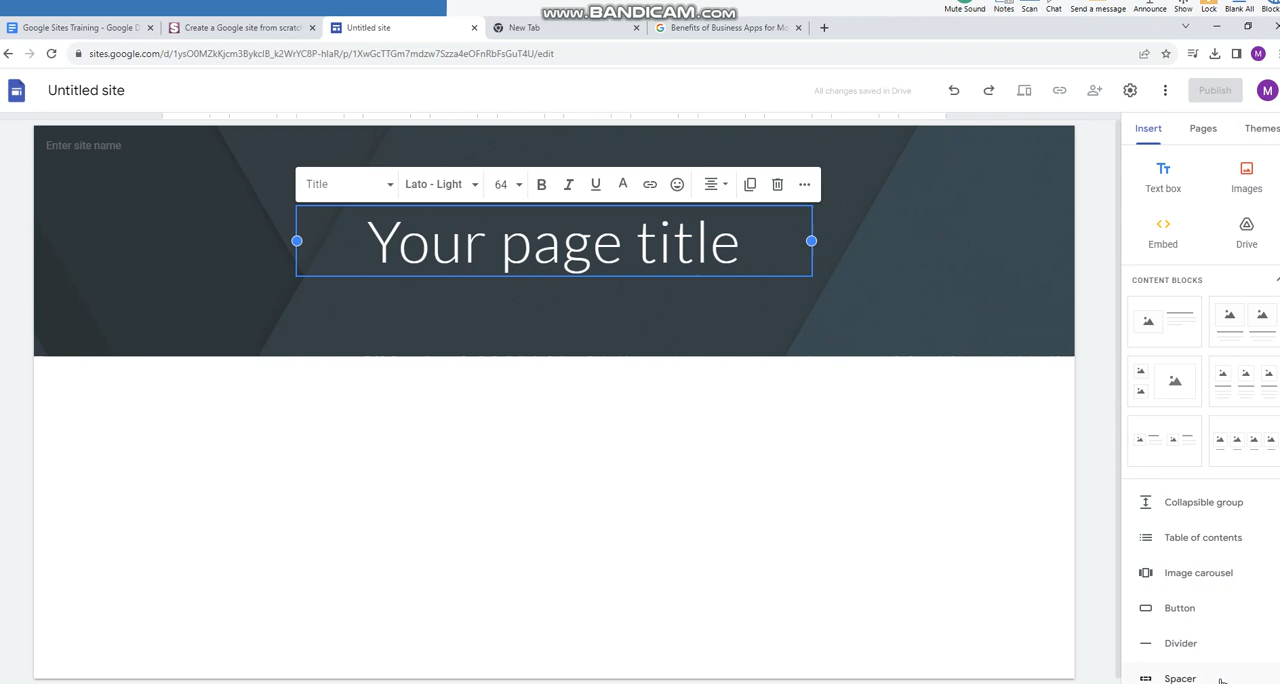 www.BANDICAM.com
Mute Sound Notes Scan Chat Send a message Announce Show Lock Blank All Block
Google Sites Training - Google D
Create a Google site from scratch
Untitled site
New Tab
Benefits of Business Apps for Mo
sites.google.com/d/1ysO0MZkKjcm3BykclB_k2WrYC8P-hlaR/p/1XwGcTTGm7mdzw7Szza4eOFnRbFsGuT4U/edit
M
Untitled site
All changes saved in Drive
Publish
M
Enter site name
Insert Pages Themes
Title Lato - Light 64 B I U A
Text box Images
Your page title
Embed Drive
CONTENT BLOCKS
Collapsible group
Table of contents
Image carousel
Button
Divider
Spacer